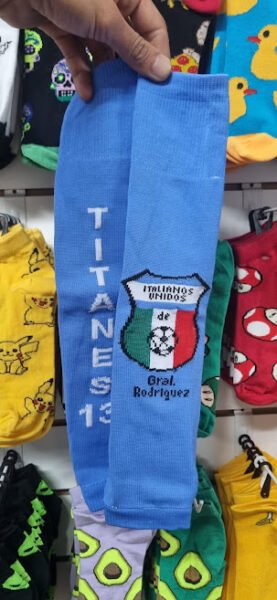 TITANES
13
ITALIANOS
UNIDOS
de
Gral.
Rodriguez